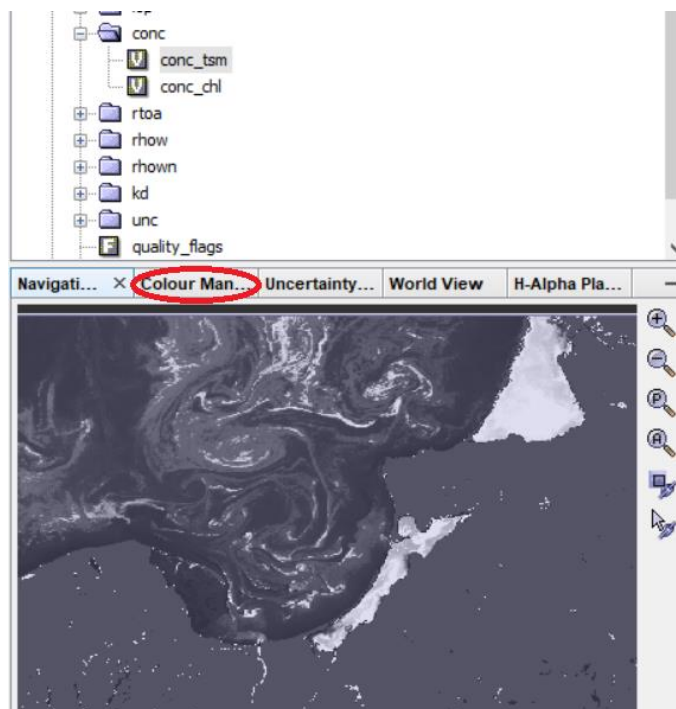 conc
conc_tsm
conc_chl
rtoa
rhow
rhown
kd
unc
quality_flags
Navigati... × Colour Man... Uncertainty... World View H-Alpha Pla...